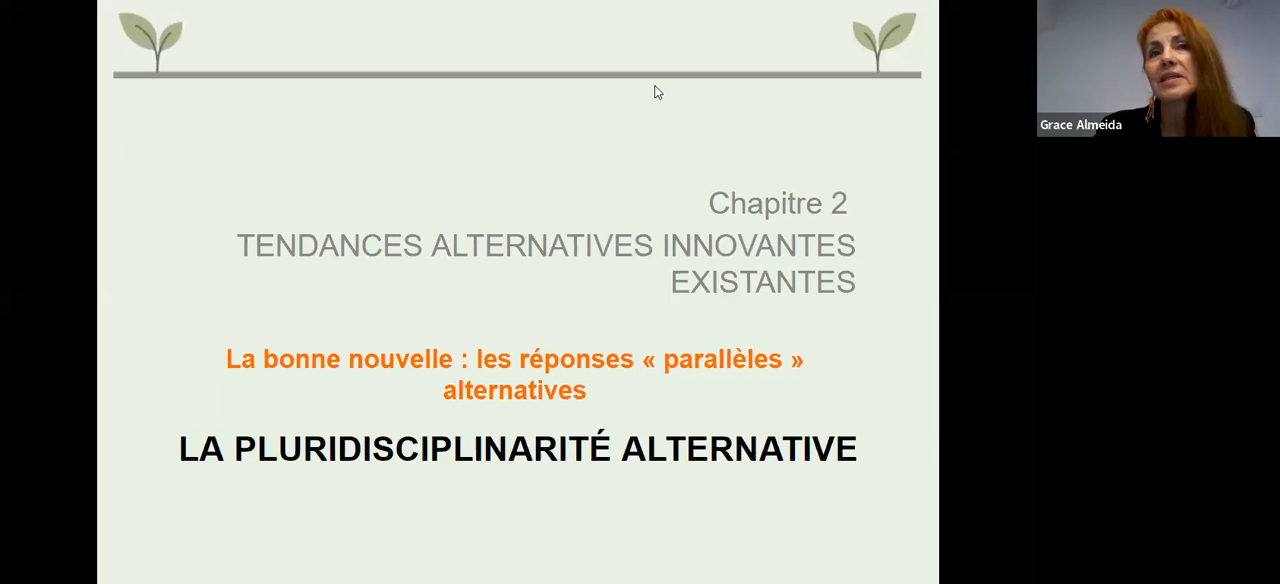 Chapitre 2
TENDANCES ALTERNATIVES INNOVANTES
EXISTANTES
La bonne nouvelle : les réponses « parallèles »
alternatives
LA PLURIDISCIPLINARITÉ ALTERNATIVE
Grace Almeida